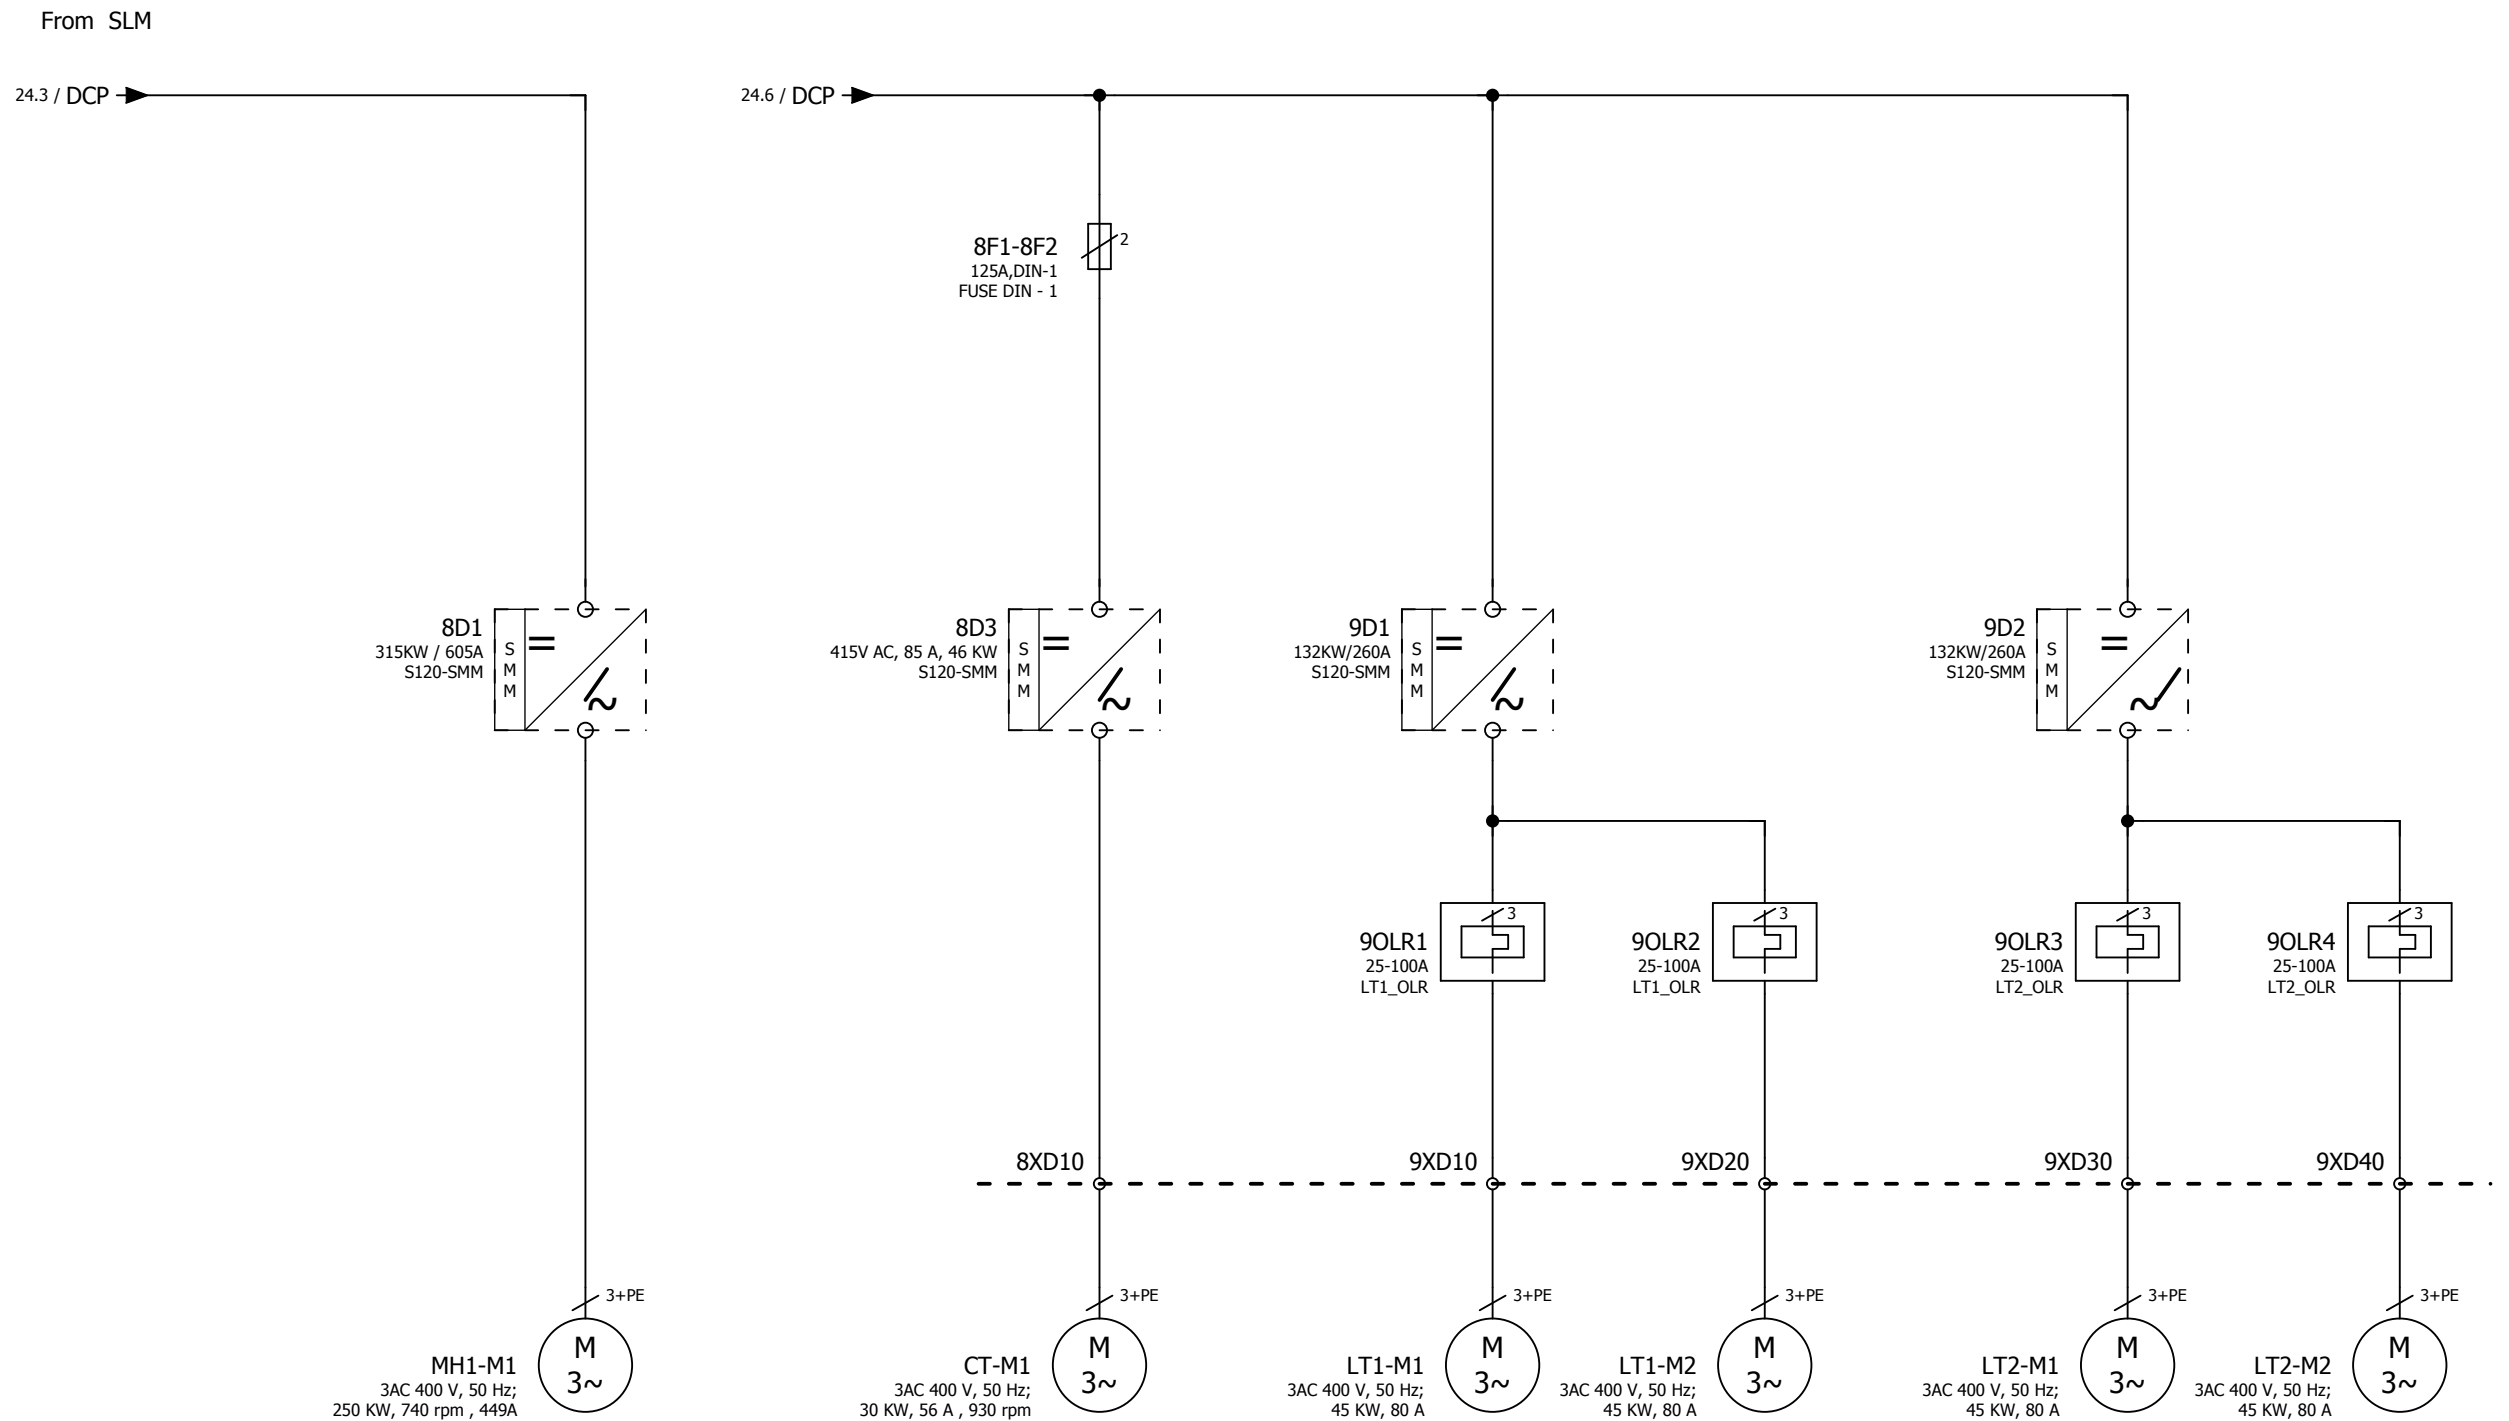 From SLM
24.3 / DCP
24.6 / DCP
8F1-8F2
125A,DIN-1
FUSE DIN - 1
2
8D1
315KW / 605A
S120-SMM
S
M
M
=
~
8D3
415V AC, 85 A, 46 KW
S120-SMM
S
M
M
=
~
9D1
132KW/260A
S120-SMM
S
M
M
=
~
9D2
132KW/260A
S120-SMM
S
M
M
=
~
9OLR1
25-100A
LT1_OLR
3
9OLR2
25-100A
LT1_OLR
3
9OLR3
25-100A
LT2_OLR
3
9OLR4
25-100A
LT2_OLR
3
8XD10
9XD10
9XD20
9XD30
9XD40
3+PE
MH1-M1
3AC 400 V, 50 Hz;
250 KW, 740 rpm , 449A
M
3~
3+PE
CT-M1
3AC 400 V, 50 Hz;
30 KW, 56 A , 930 rpm
M
3~
3+PE
LT1-M1
3AC 400 V, 50 Hz;
45 KW, 80 A
M
3~
3+PE
LT1-M2
3AC 400 V, 50 Hz;
45 KW, 80 A
M
3~
3+PE
LT2-M1
3AC 400 V, 50 Hz;
45 KW, 80 A
M
3~
3+PE
LT2-M2
3AC 400 V, 50 Hz;
45 KW, 80 A
M
3~